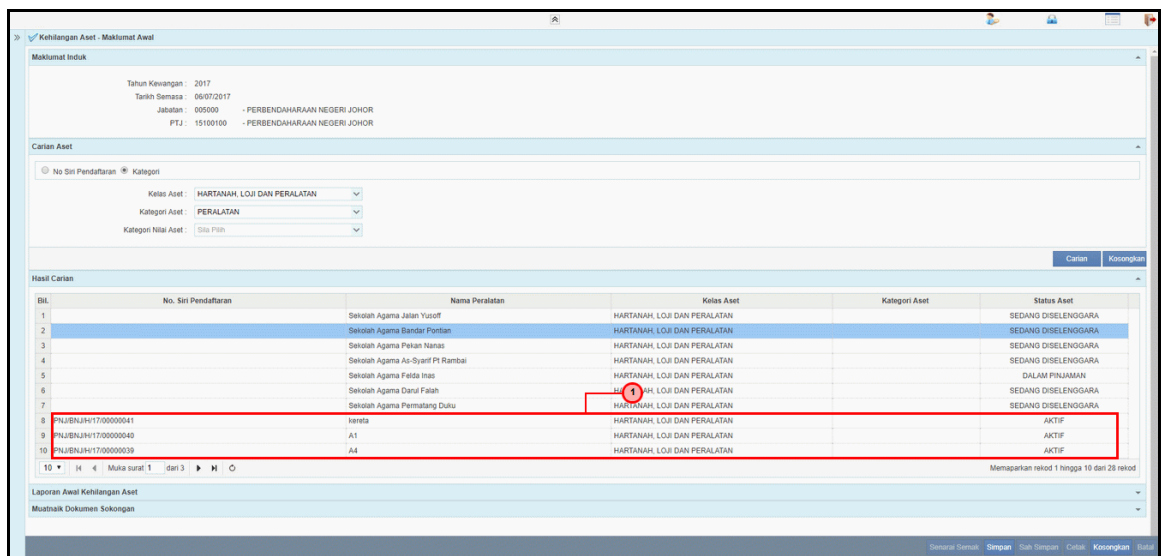 Kehilangan Aset - Maklumat Awal
Maklumat Induk
Tahun Kewangan : 2017
Tarikh Semasa : 06/07/2017
Jabatan : 005000 - PERBENDAHARAAN NEGERI JOHOR
PTJ : 15100100 - PERBENDAHARAAN NEGERI JOHOR
Carian Aset
No Siri Pendaftaran Kategori
Kelas Aset : HARTANAH, LOJI DAN PERALATAN
Kategori Aset : PERALATAN
Kategori Nilai Aset : Sila Pilih
Carian Kosongkan
Hasil Carian
Bil. No. Siri Pendaftaran Nama Peralatan Kelas Aset Kategori Aset Status Aset
1 Sekolah Agama Jalan Yusoff HARTANAH, LOJI DAN PERALATAN SEDANG DISELENGGARA
2 Sekolah Agama Bandar Pontian HARTANAH, LOJI DAN PERALATAN SEDANG DISELENGGARA
3 Sekolah Agama Pekan Nanas HARTANAH, LOJI DAN PERALATAN SEDANG DISELENGGARA
4 Sekolah Agama As-Syarif Pt Rambai HARTANAH, LOJI DAN PERALATAN SEDANG DISELENGGARA
5 Sekolah Agama Felda Inas HARTANAH, LOJI DAN PERALATAN DALAM PINJAMAN
6 Sekolah Agama Darul Falah 1 LOJI DAN PERALATAN SEDANG DISELENGGARA
7 Sekolah Agama Permatang Duku HARTANAH, LOJI DAN PERALATAN SEDANG DISELENGGARA
8 PNJ/BNJ/H/17/00000041 kereta HARTANAH, LOJI DAN PERALATAN AKTIF
9 PNJ/BNJ/H/17/00000040 A1 HARTANAH, LOJI DAN PERALATAN AKTIF
10 PNJ/BNJ/H/17/00000039 A4 HARTANAH, LOJI DAN PERALATAN AKTIF
10 Muka surat 1 dari 3 Memaparkan rekod 1 hingga 10 dari 28 rekod
Laporan Awal Kehilangan Aset
Muatnaik Dokumen Sokongan
Senarai Semak Simpan Sah Simpan Cetak Kosongkan Batal